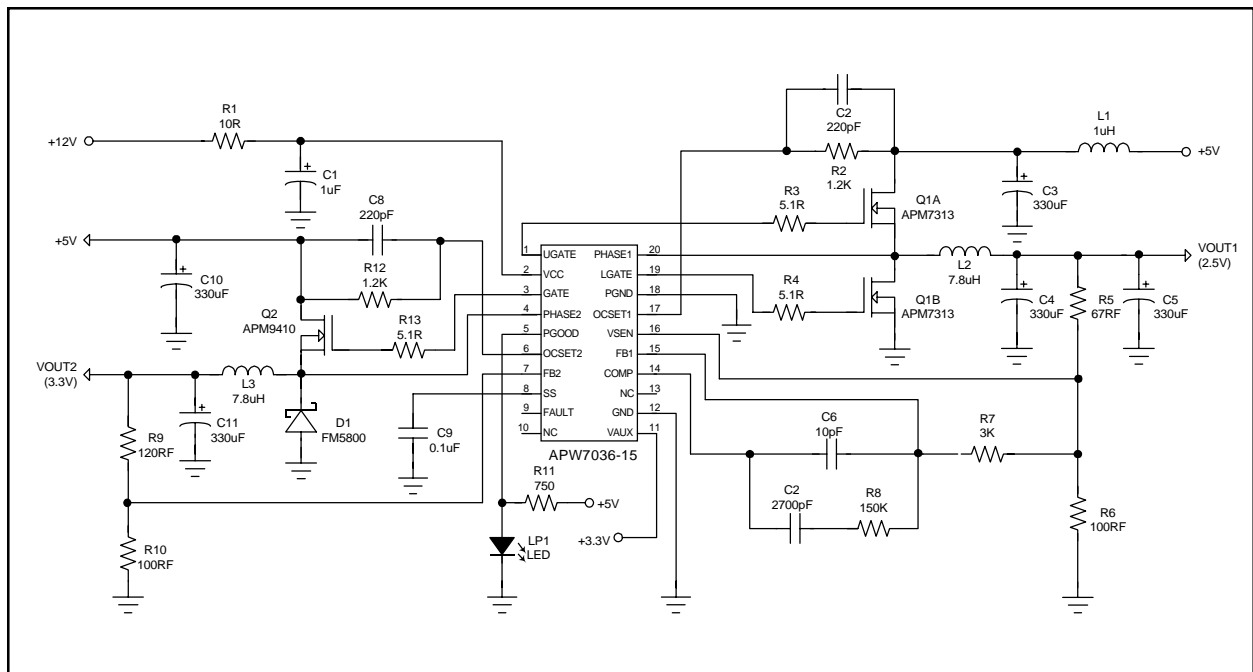 +12V
R1
10R
C1
1uF
+
C8
220pF
+5V
C10
330uF
+
R12
1.2K
Q2
APM9410
R13
5.1R
VOUT2
(3.3V)
L3
7.8uH
C11
330uF
+
D1
FM5800
R9
120RF
R10
100RF
C9
0.1uF
1 UGATE
2 VCC
3 GATE
4 PHASE2
5 PGOOD
6 OCSET2
7 FB2
8 SS
9 FAULT
10 NC
PHASE1 20
LGATE 19
PGND 18
OCSET1 17
VSEN 16
FB1 15
COMP 14
NC 13
GND 12
VAUX 11
APW7036-15
R11
750
+5V
LP1
LED
+3.3V
C2
220pF
R2
1.2K
L1
1uH
+5V
R3
5.1R
Q1A
APM7313
C3
330uF
+
R4
5.1R
Q1B
APM7313
L2
7.8uH
VOUT1
(2.5V)
C4
330uF
+
R5
67RF
C5
330uF
+
C6
10pF
R7
3K
C2
2700pF
R8
150K
R6
100RF